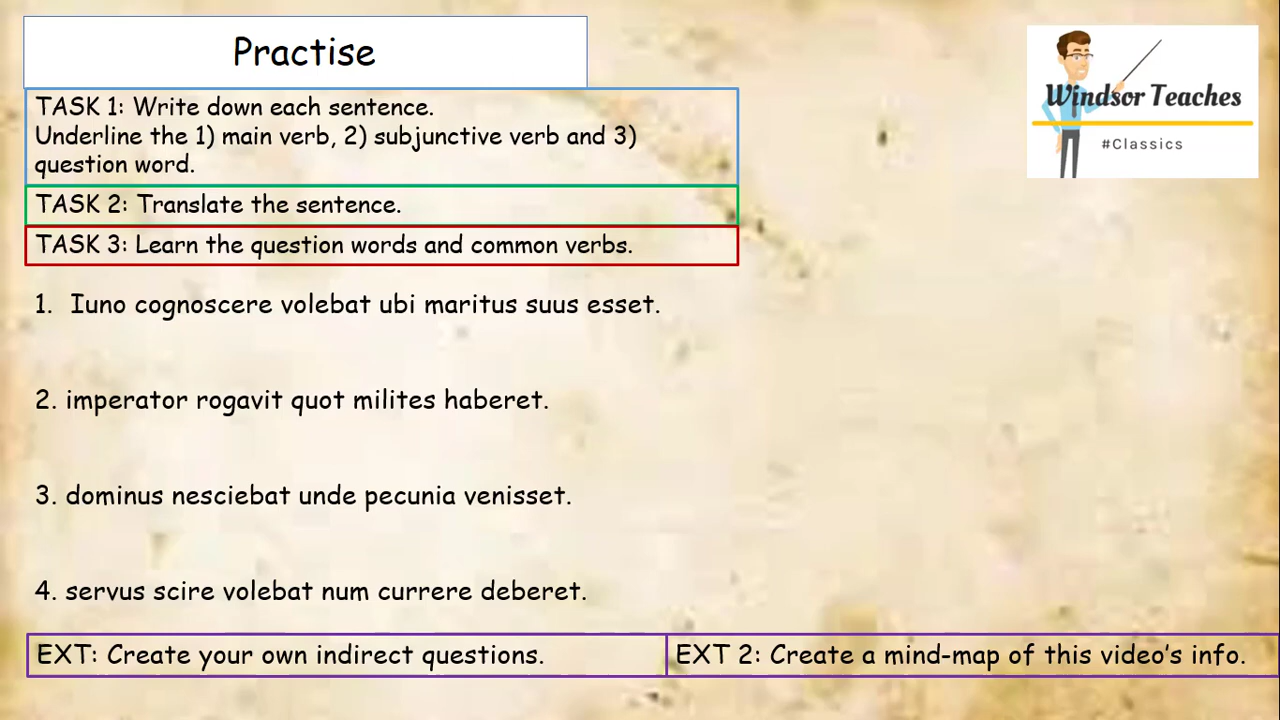 Practise
Windsor Teaches
#Classics
TASK 1: Write down each sentence.
Underline the 1) main verb, 2) subjunctive verb and 3)
question word.
TASK 2: Translate the sentence.
TASK 3: Learn the question words and common verbs.
1. Iuno cognoscere volebat ubi maritus suus esset.
2. imperator rogavit quot milites haberet.
3. dominus nesciebat unde pecunia venisset.
4. servus scire volebat num currere deberet.
EXT: Create your own indirect questions.
EXT 2: Create a mind-map of this video's info.